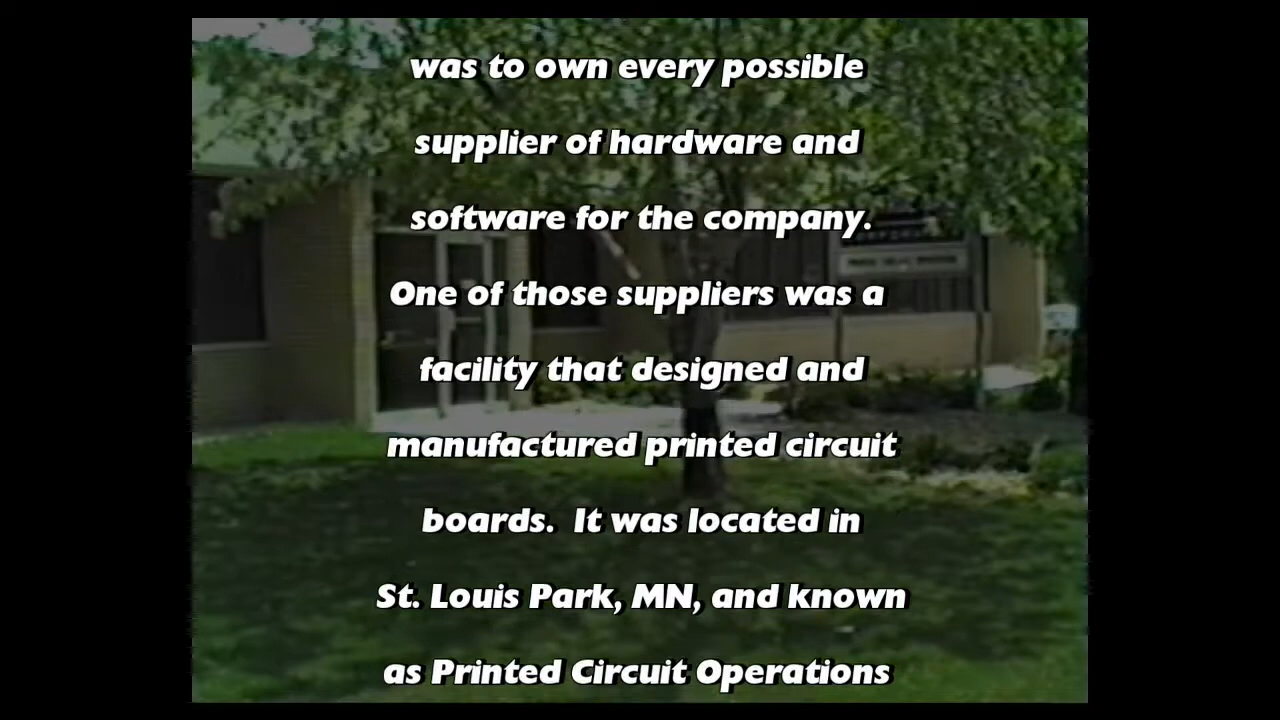 was to own every possible
supplier of hardware and
software for the company.
One of those suppliers was a
facility that designed and
manufactured printed circuit
boards.  It was located in
St. Louis Park, MN, and known
as Printed Circuit Operations